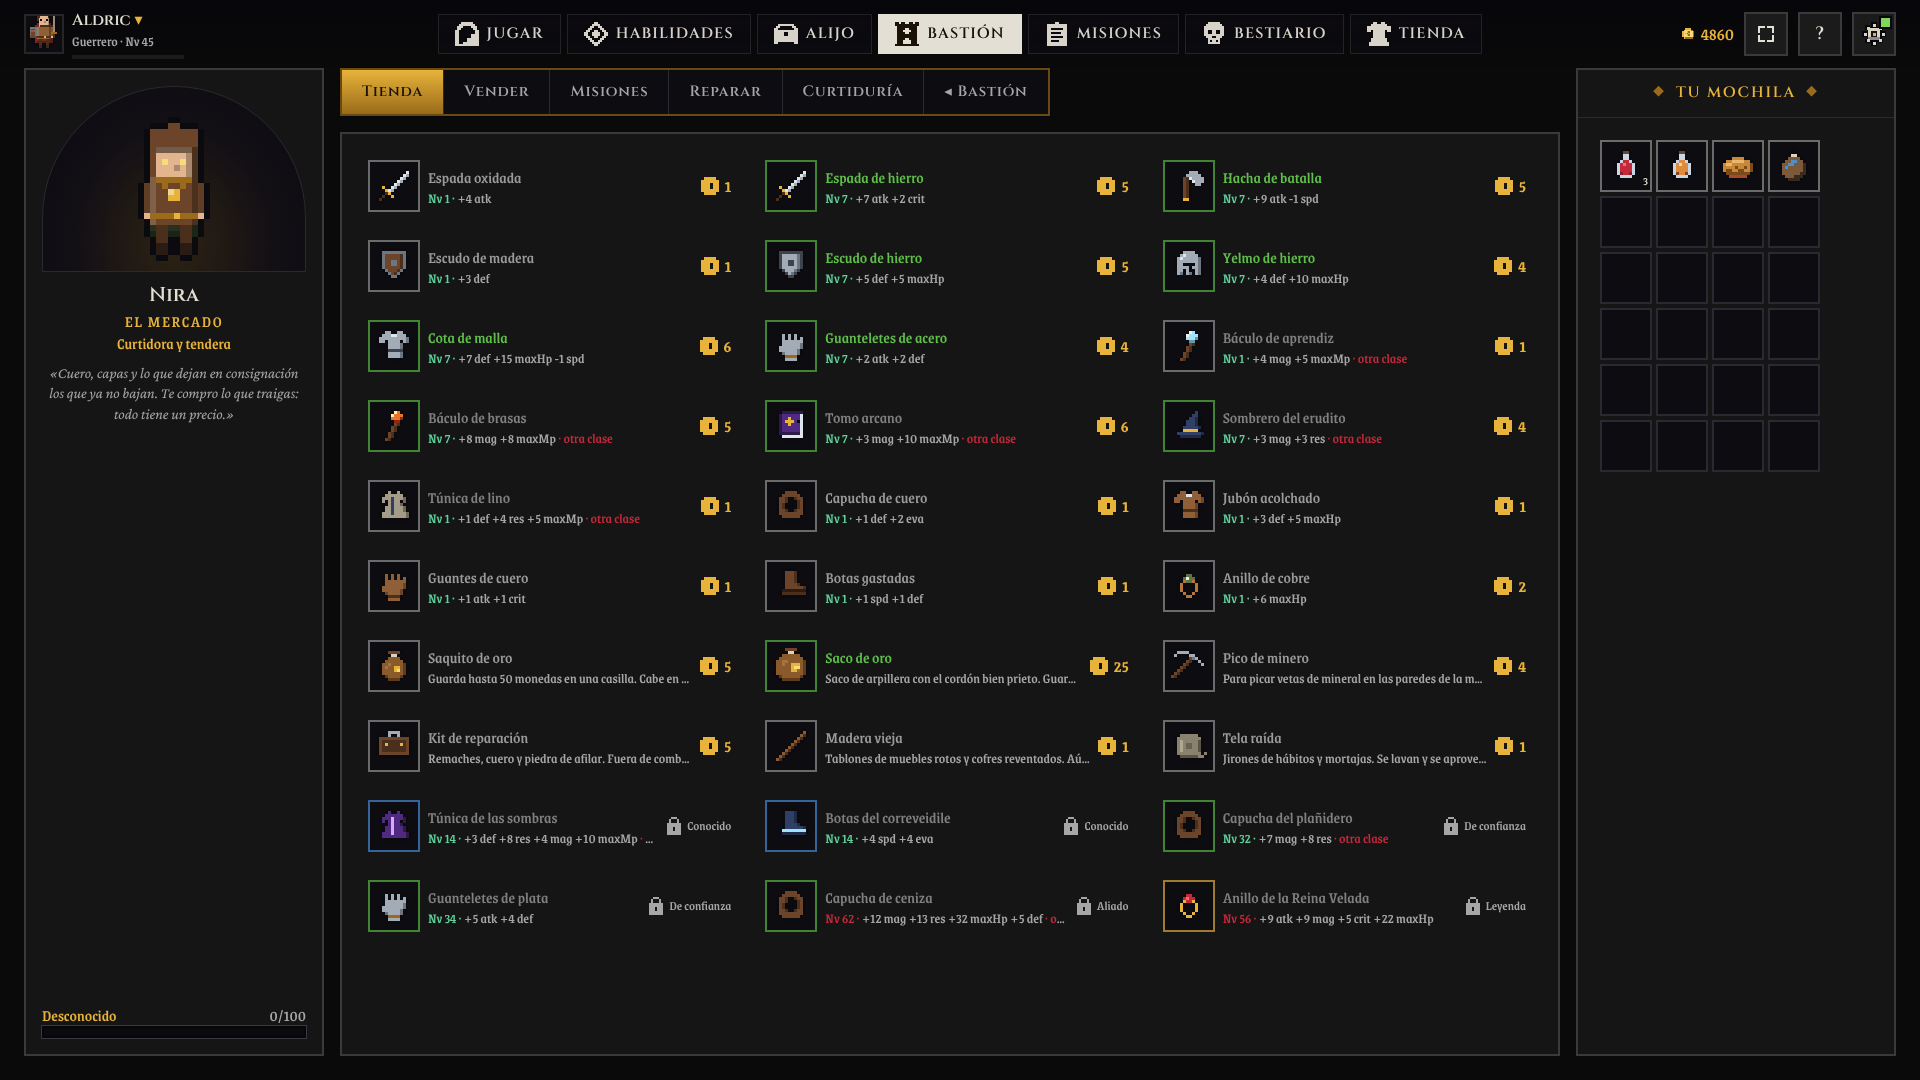 ALDRIC ▾
Guerrero · Nv 45
JUGAR
HABILIDADES
ALIJO
BASTIÓN
MISIONES
BESTIARIO
TIENDA
4860
?
TIENDA
VENDER
MISIONES
REPARAR
CURTIDURÍA
◂ BASTIÓN
NIRA
EL MERCADO
Curtidora y tendera
«Cuero, capas y lo que dejan en consignación
los que ya no bajan. Te compro lo que traigas:
todo tiene un precio.»
Desconocido 0/100
Espada oxidada
Nv 1 · +4 atk
1
Espada de hierro
Nv 7 · +7 atk +2 crit
5
Hacha de batalla
Nv 7 · +9 atk -1 spd
5
Escudo de madera
Nv 1 · +3 def
1
Escudo de hierro
Nv 7 · +5 def +5 maxHp
5
Yelmo de hierro
Nv 7 · +4 def +10 maxHp
4
Cota de malla
Nv 7 · +7 def +15 maxHp -1 spd
6
Guanteletes de acero
Nv 7 · +2 atk +2 def
4
Báculo de aprendiz
Nv 1 · +4 mag +5 maxMp · otra clase
1
Báculo de brasas
Nv 7 · +8 mag +8 maxMp · otra clase
5
Tomo arcano
Nv 7 · +3 mag +10 maxMp · otra clase
6
Sombrero del erudito
Nv 7 · +3 mag +3 res · otra clase
4
Túnica de lino
Nv 1 · +1 def +4 res +5 maxMp · otra clase
1
Capucha de cuero
Nv 1 · +1 def +2 eva
1
Jubón acolchado
Nv 1 · +3 def +5 maxHp
1
Guantes de cuero
Nv 1 · +1 atk +1 crit
1
Botas gastadas
Nv 1 · +1 spd +1 def
1
Anillo de cobre
Nv 1 · +6 maxHp
2
Saquito de oro
Guarda hasta 50 monedas en una casilla. Cabe en ...
5
Saco de oro
Saco de arpillera con el cordón bien prieto. Guar...
25
Pico de minero
Para picar vetas de mineral en las paredes de la m...
4
Kit de reparación
Remaches, cuero y piedra de afilar. Fuera de comb...
5
Madera vieja
Tablones de muebles rotos y cofres reventados. Aú...
1
Tela raída
Jirones de hábitos y mortajas. Se lavan y se aprove...
1
Túnica de las sombras
Nv 14 · +3 def +8 res +4 mag +10 maxMp · ...
Conocido
Botas del correveidile
Nv 14 · +4 spd +4 eva
Conocido
Capucha del plañidero
Nv 32 · +7 mag +8 res · otra clase
De confianza
Guanteletes de plata
Nv 34 · +5 atk +4 def
De confianza
Capucha de ceniza
Nv 62 · +12 mag +13 res +32 maxHp +5 def · o...
Aliado
Anillo de la Reina Velada
Nv 56 · +9 atk +9 mag +5 crit +22 maxHp
Leyenda
◆ TU MOCHILA ◆
3